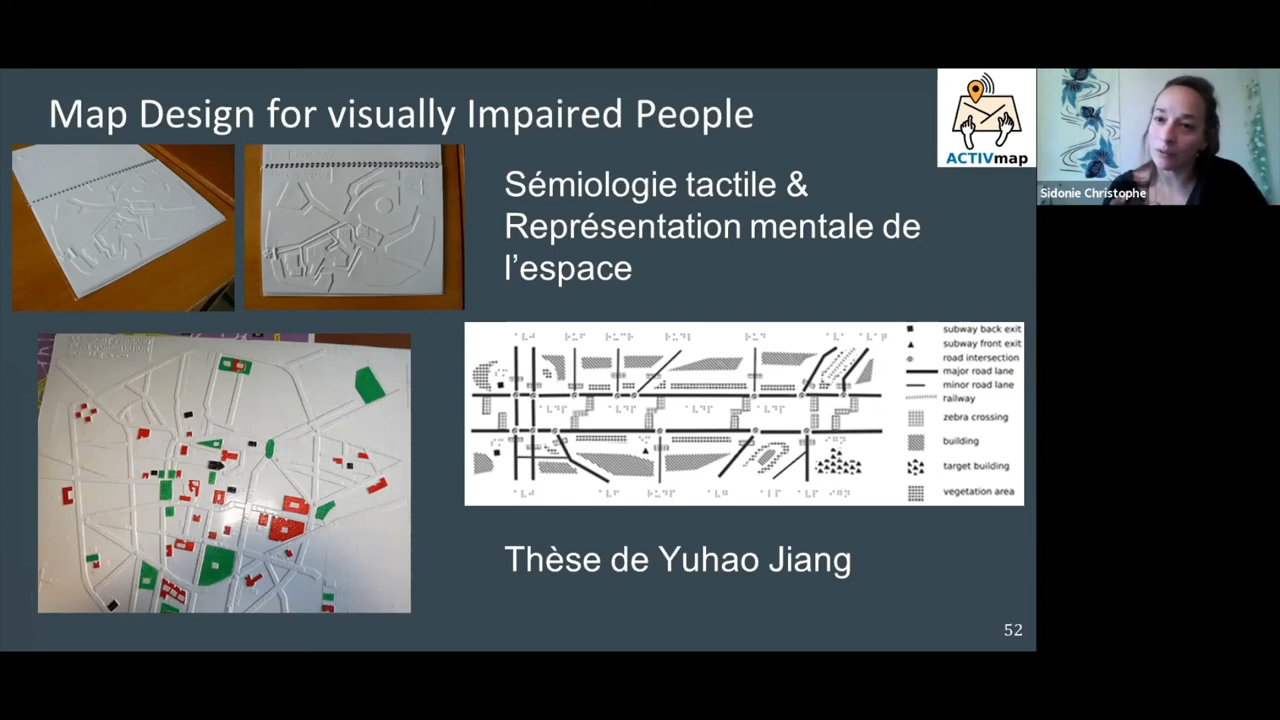 Map Design for visually Impaired People
ACTIVmap
Sidonie Christophe
Sémiologie tactile &
Représentation mentale de
l’espace
subway back exit
subway front exit
road intersection
major road lane
minor road lane
railway
zebra crossing
building
target building
vegetation area
Thèse de Yuhao Jiang
52